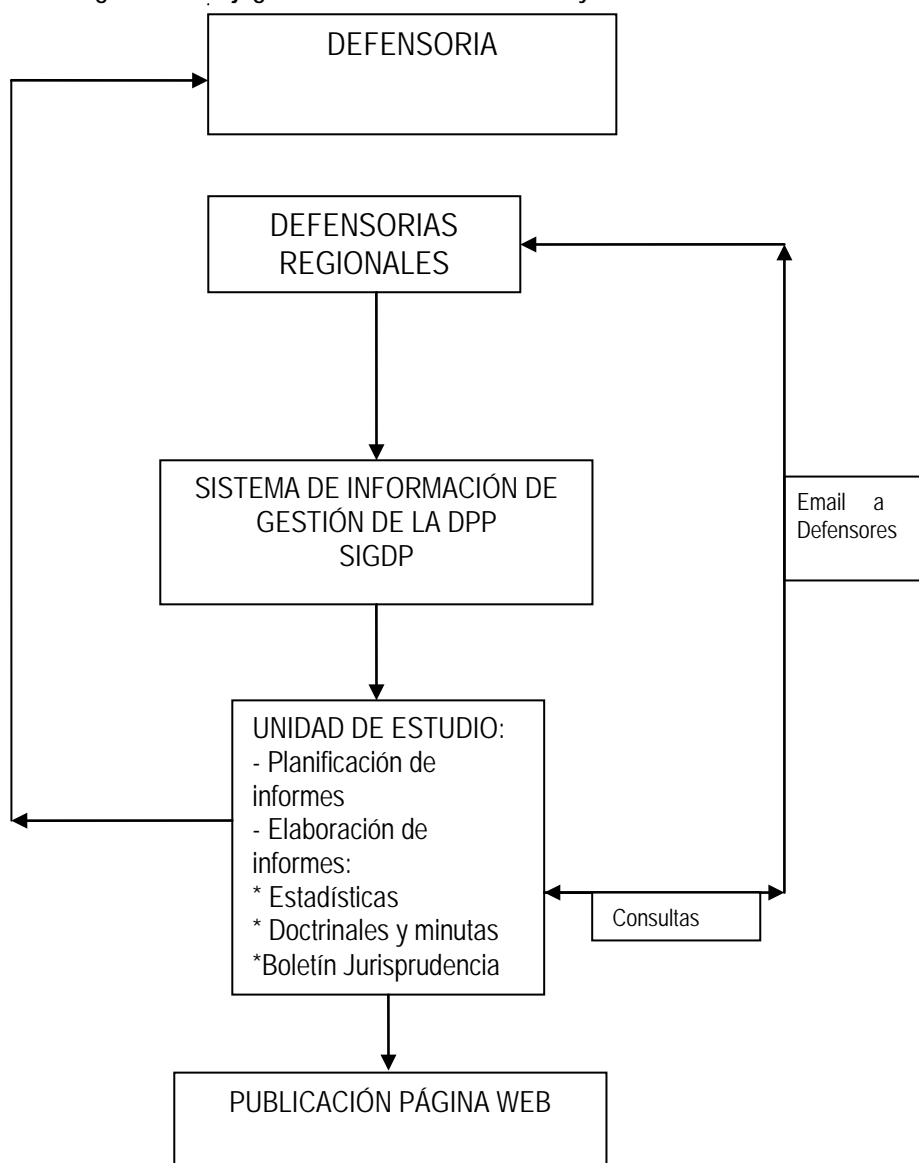 DEFENSORIA
DEFENSORIAS
REGIONALES
SISTEMA DE INFORMACIÓN DE
GESTIÓN DE LA DPP
SIGDP
Email a
Defensores
UNIDAD DE ESTUDIO:
- Planificación de
informes
- Elaboración de
informes:
* Estadísticas
* Doctrinales y minutas
*Boletín Jurisprudencia
Consultas
PUBLICACIÓN PÁGINA WEB